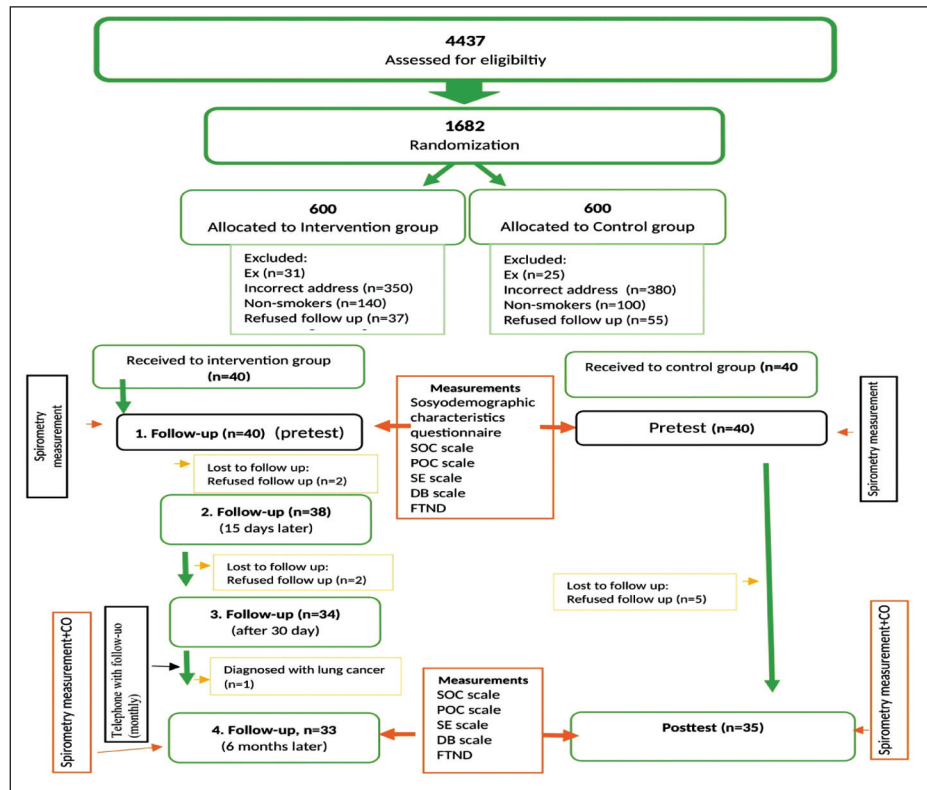 4437
Assessed for eligibiltiy
1682
Randomization
600
Allocated to Intervention group
600
Allocated to Control group
Excluded:
Ex (n=31)
Incorrect address (n=350)
Non-smokers (n=140)
Refused follow up (n=37)
Excluded:
Ex (n=25)
Incorrect address (n=380)
Non-smokers (n=100)
Refused follow up (n=55)
Received to intervention group
(n=40)
Received to control group (n=40
Spirometry
measurement
Measurements
Sosyodemographic
characteristics
questionnaire
SOC scale
POC scale
SE scale
DB scale
FTND
Spirometry measurement
1. Follow-up (n=40) (pretest)
Pretest (n=40)
Lost to follow up:
Refused follow up (n=2)
2. Follow-up (n=38)
(15 days later)
Lost to follow up:
Refused follow up (n=2)
Lost to follow up:
Refused follow up (n=5)
3. Follow-up (n=34)
(after 30 day)
Spirometry measurement+CO
Telephone with follow-uo
(monthly)
Diagnosed with lung cancer
(n=1)
Measurements
SOC scale
POC scale
SE scale
DB scale
FTND
Spirometry measurement+CO
4. Follow-up, n=33
(6 months later)
Posttest (n=35)